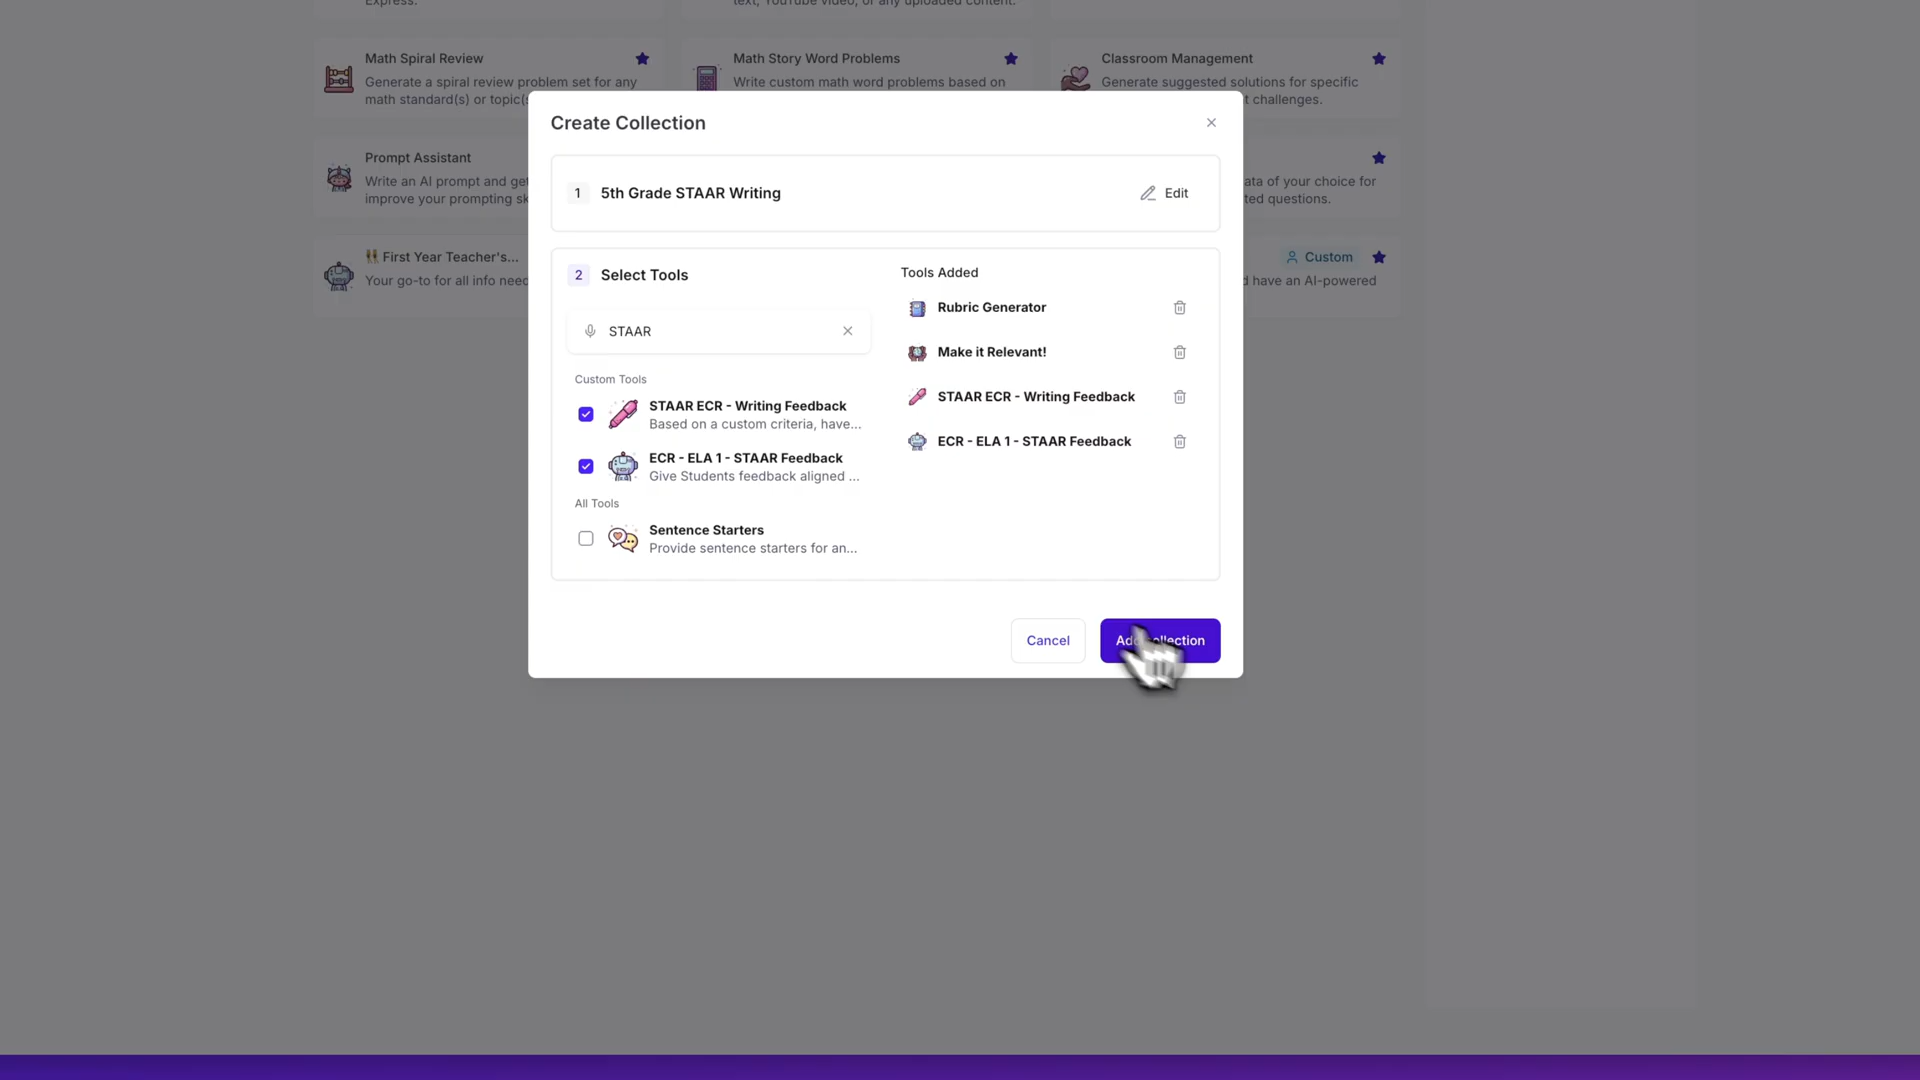 Express.
text, YouTube video, or any uploaded content.
Math Spiral Review
Generate a spiral review problem set for any
math standard(s) or topic(s
Math Story Word Problems
Write custom math word problems based on
Classroom Management
Generate suggested solutions for specific
t challenges.
Prompt Assistant
Write an AI prompt and get
improve your prompting sk
ata of your choice for
ted questions.
First Year Teacher's...
Your go-to for all info need
Custom
d have an AI-powered
Create Collection
1 5th Grade STAAR Writing
Edit
2 Select Tools
STAAR
Custom Tools
STAAR ECR - Writing Feedback
Based on a custom criteria, have...
ECR - ELA 1 - STAAR Feedback
Give Students feedback aligned ...
All Tools
Sentence Starters
Provide sentence starters for an...
Tools Added
Rubric Generator
Make it Relevant!
STAAR ECR - Writing Feedback
ECR - ELA 1 - STAAR Feedback
Cancel
Add collection